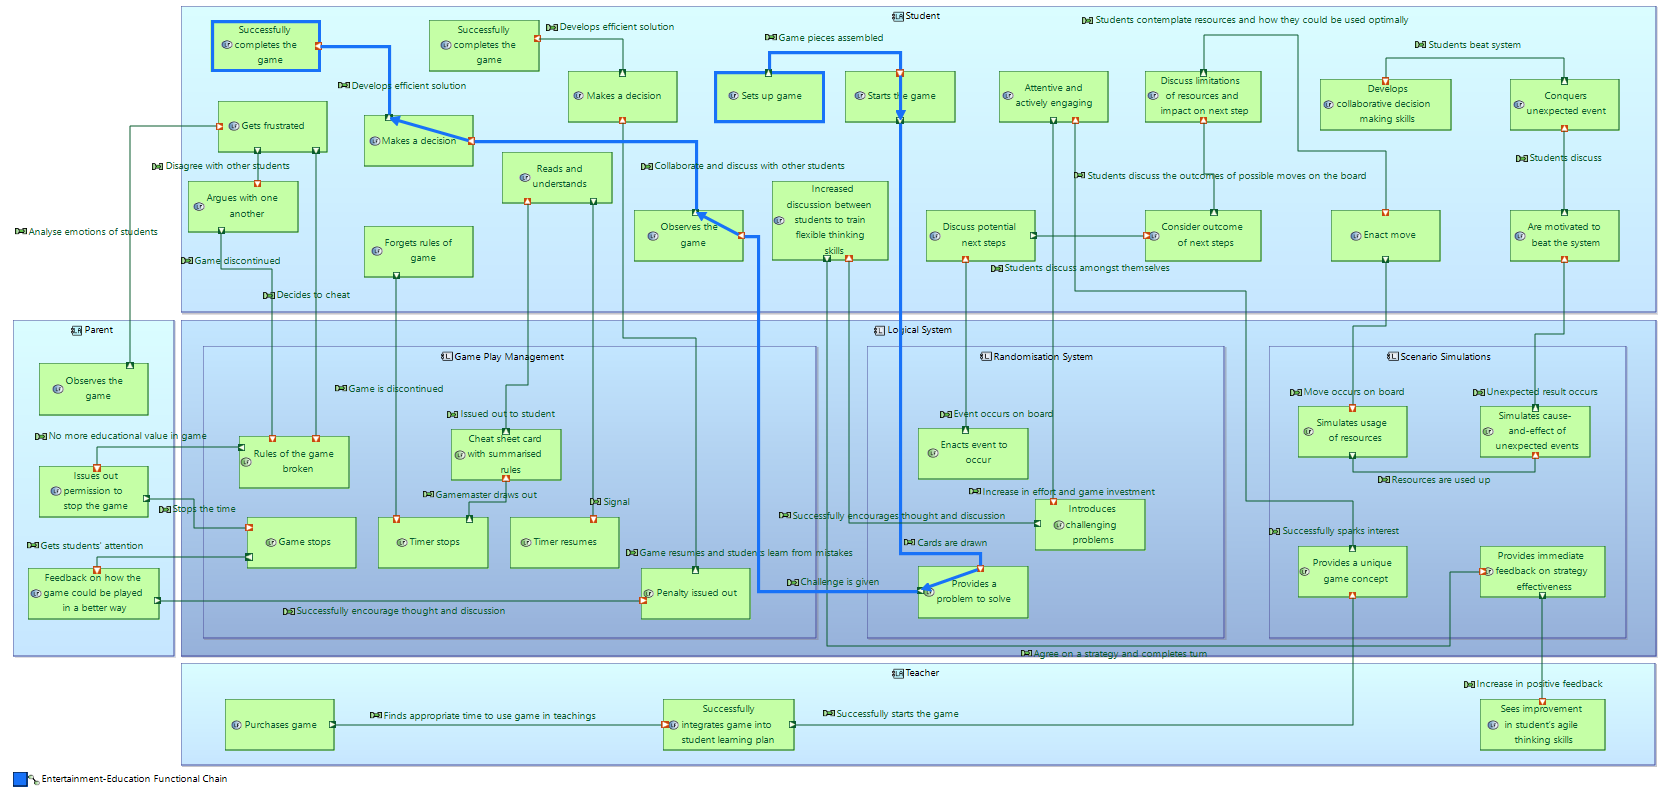 Student
Successfully
completes the
game
Successfully
completes the
game
Develops efficient solution
Game pieces assembled
Students contemplate resources and how they could be used optimally
Students beat system
Develops efficient solution
Makes a decision
Sets up game
Starts the game
Attentive and
actively engaging
Discuss limitations
of resources and
impact on next step
Develops
collaborative decision
making skills
Conquers
unexpected event
Gets frustrated
Makes a decision
Disagree with other students
Reads and
understands
Collaborate and discuss with other students
Students discuss
Students discuss the outcomes of possible moves on the board
Argues with one
another
Increased
discussion between
students to train
flexible thinking
skills
Observes the
game
Discuss potential
next steps
Consider outcome
of next steps
Enact move
Are motivated to
beat the system
Analyse emotions of students
Forgets rules of
game
Game discontinued
Students discuss amongst themselves
Decides to cheat
Parent
Logical System
Game Play Management
Randomisation System
Scenario Simulations
Observes the
game
Game is discontinued
Move occurs on board
Unexpected result occurs
Issued out to student
Event occurs on board
Simulates usage
of resources
Simulates cause-
and-effect of
unexpected events
No more educational value in game
Rules of the game
broken
Cheat sheet card
with summarised
rules
Enacts event to
occur
Resources are used up
Issues out
permission to
stop the game
Gamemaster draws out
Signal
Increase in effort and game investment
Stops the time
Successfully encourages thought and discussion
Introduces
challenging
problems
Successfully sparks interest
Gets students' attention
Game stops
Timer stops
Timer resumes
Game resumes and students learn from mistakes
Cards are drawn
Feedback on how the
game could be played
in a better way
Penalty issued out
Challenge is given
Provides a
problem to solve
Provides a unique
game concept
Provides immediate
feedback on strategy
effectiveness
Successfully encourage thought and discussion
Agree on a strategy and completes turn
Teacher
Increase in positive feedback
Purchases game
Finds appropriate time to use game in teachings
Successfully
integrates game into
student learning plan
Successfully starts the game
Sees improvement
in student's agile
thinking skills
Entertainment-Education Functional Chain